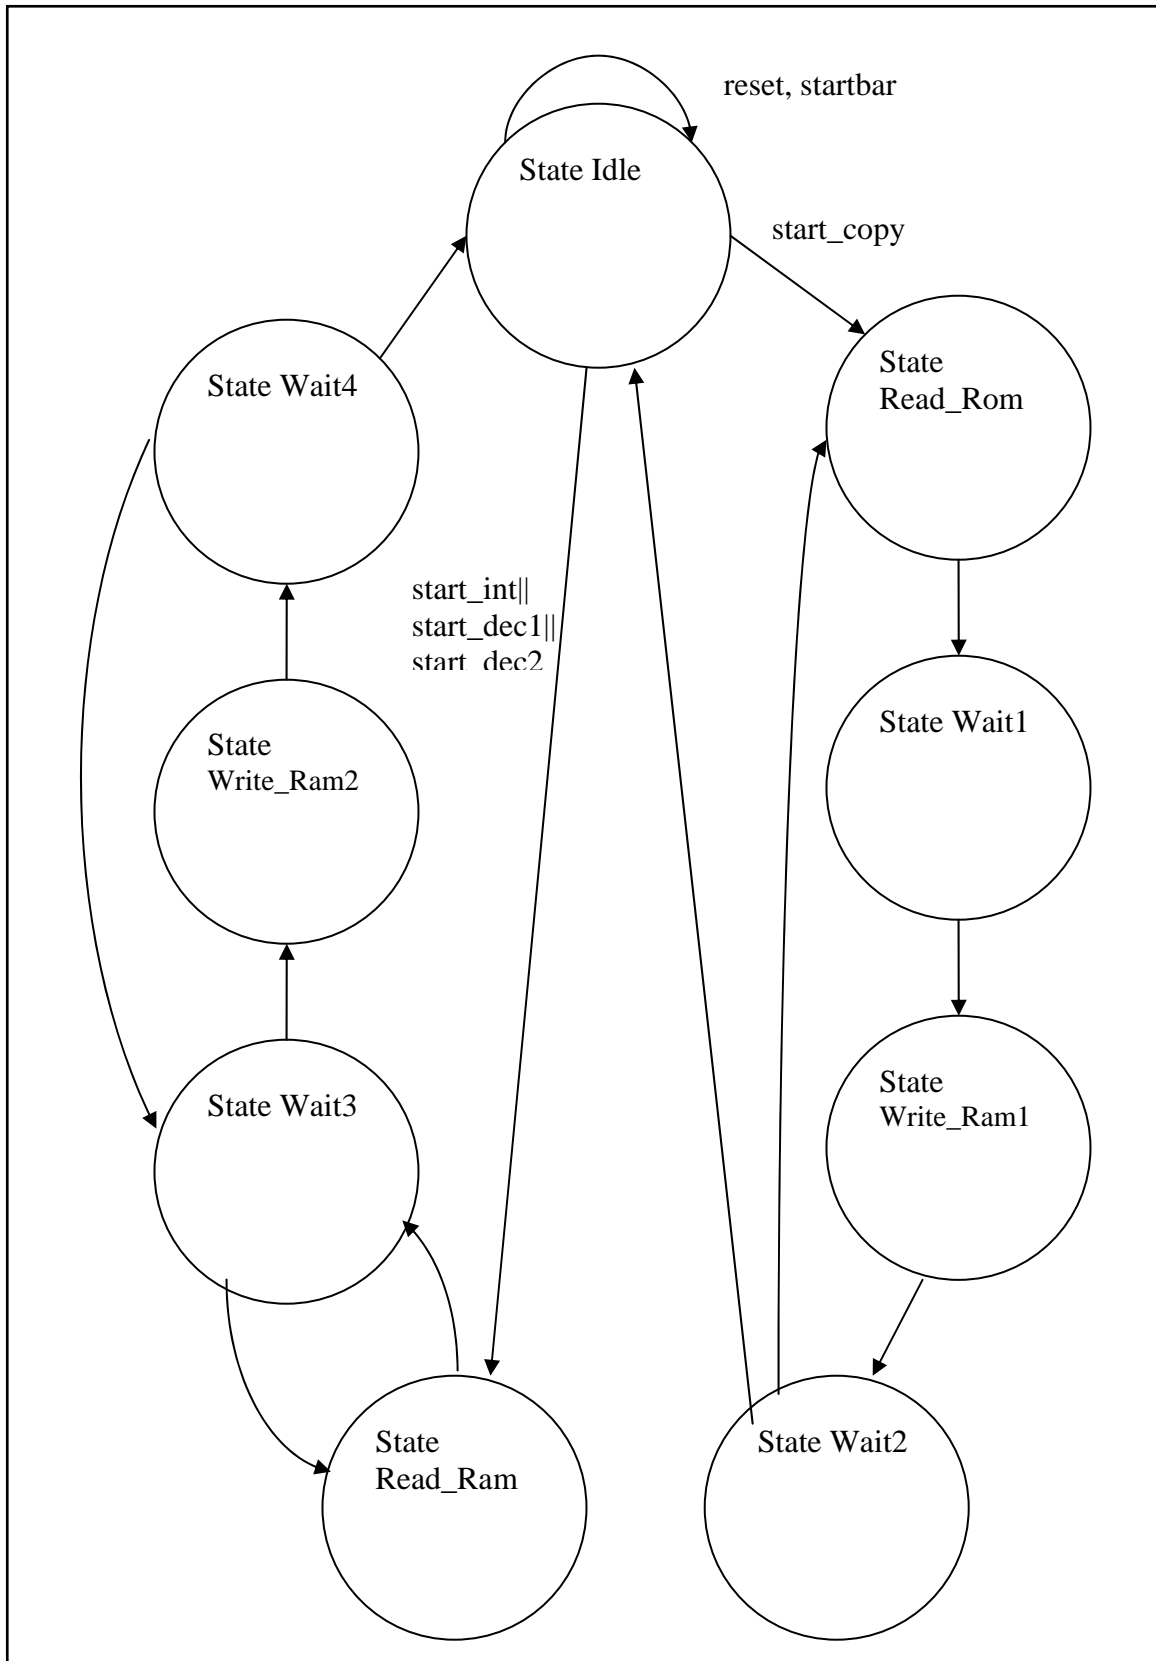 reset, startbar
State Idle
start_copy
State
Read_Rom
State Wait4
start_int||
start_dec1||
start_dec2
State Wait1
State
Write_Ram2
State
Write_Ram1
State Wait3
State
Read_Ram
State Wait2